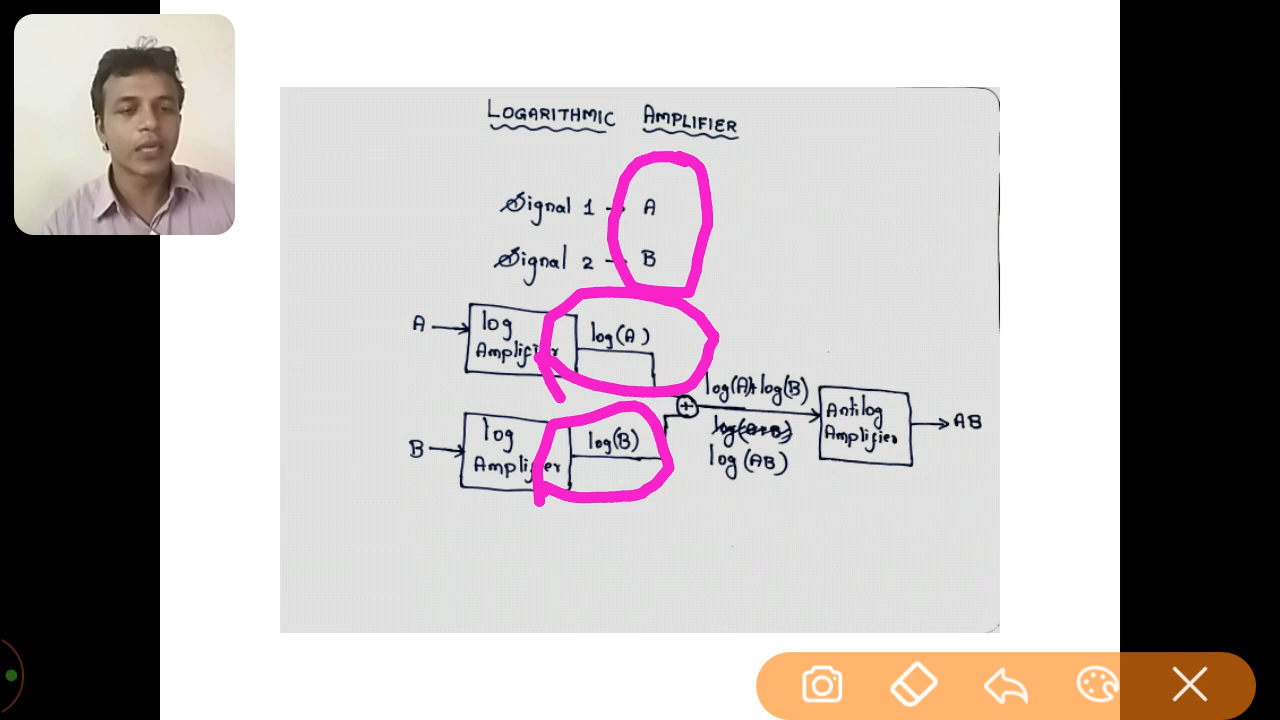 LOGARITHMIC AMPLIFIER
Signal 1 → A
Signal 2 → B
A
log Amplifier
log(A)
B
log Amplifier
log(B)
+
log(A)+log(B)
log(AB)
Antilog Amplifier
AB